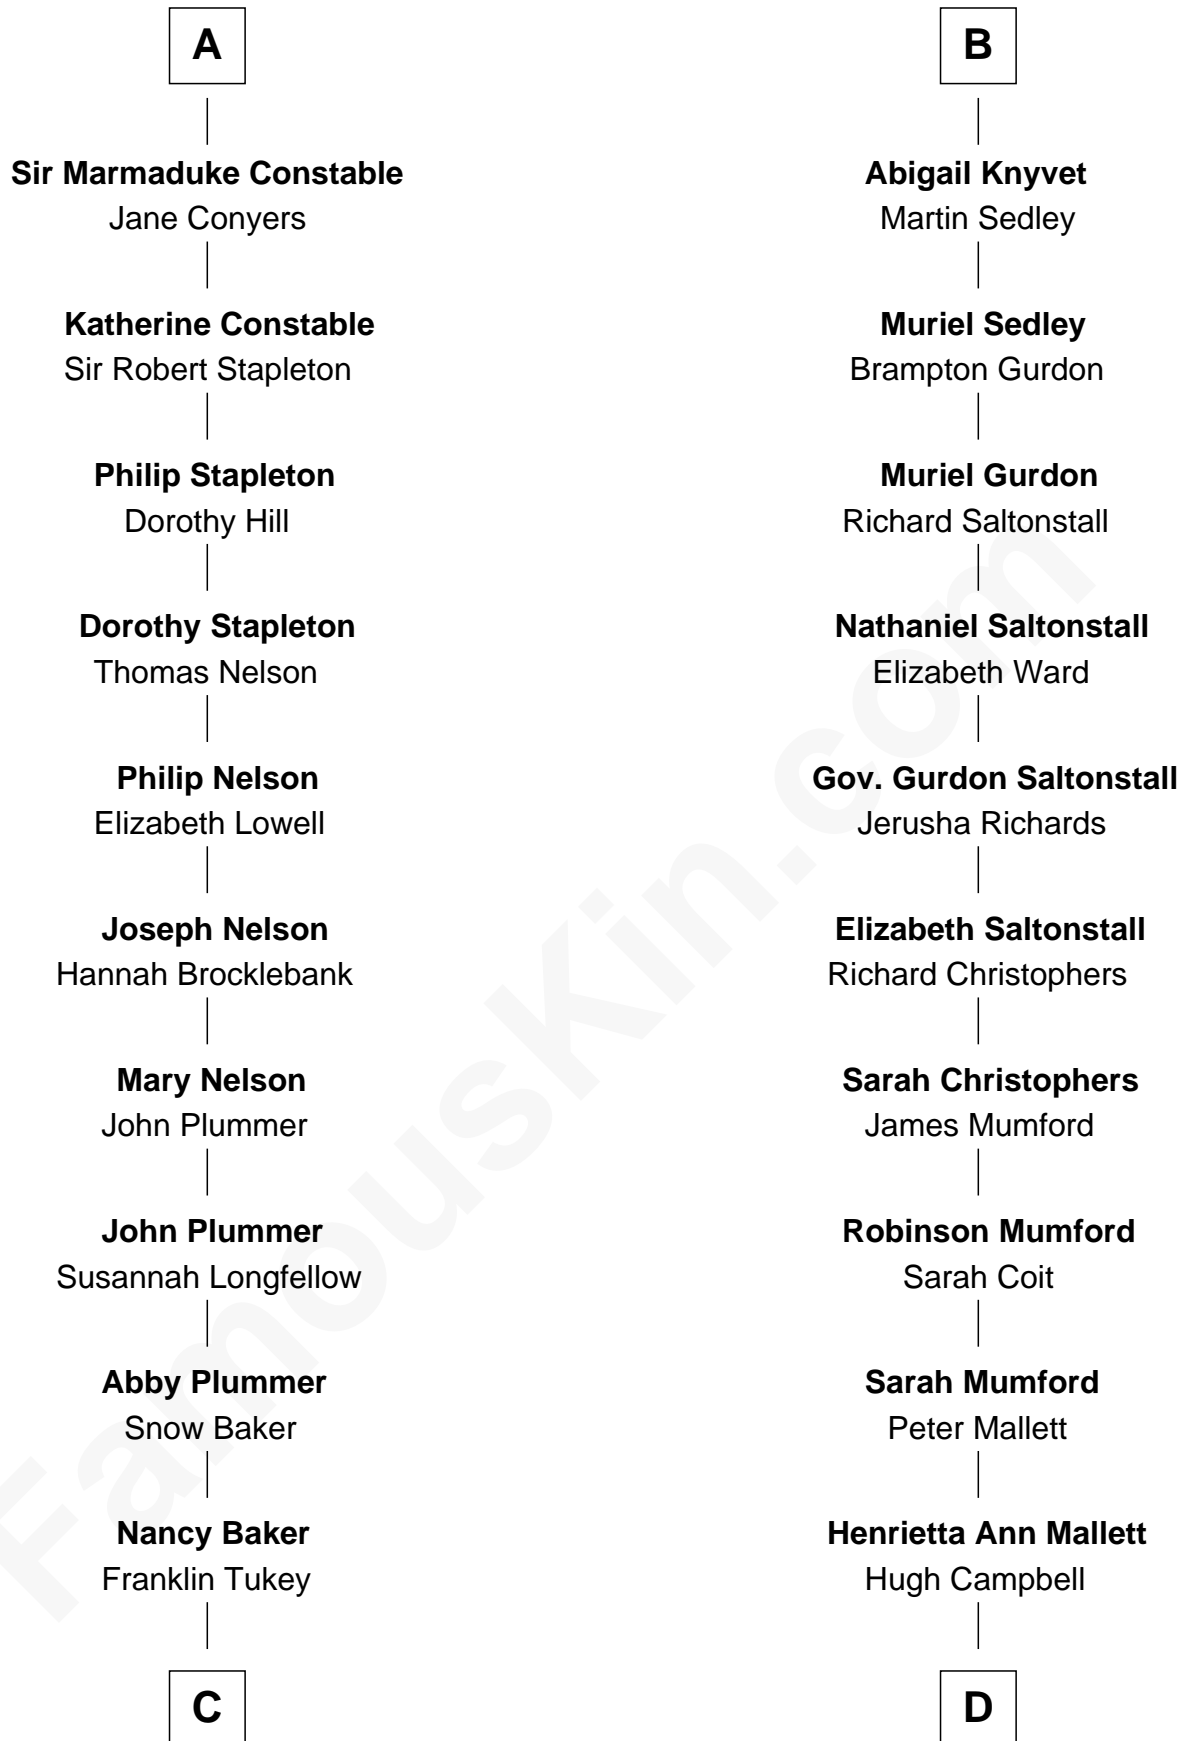 A
Sir Marmaduke Constable
Jane Conyers
Katherine Constable
Sir Robert Stapleton
Philip Stapleton
Dorothy Hill
Dorothy Stapleton
Thomas Nelson
Philip Nelson
Elizabeth Lowell
Joseph Nelson
Hannah Brocklebank
Mary Nelson
John Plummer
John Plummer
Susannah Longfellow
Abby Plummer
Snow Baker
Nancy Baker
Franklin Tukey
C
B
Abigail Knyvet
Martin Sedley
Muriel Sedley
Brampton Gurdon
Muriel Gurdon
Richard Saltonstall
Nathaniel Saltonstall
Elizabeth Ward
Gov. Gurdon Saltonstall
Jerusha Richards
Elizabeth Saltonstall
Richard Christophers
Sarah Christophers
James Mumford
Robinson Mumford
Sarah Coit
Sarah Mumford
Peter Mallett
Henrietta Ann Mallett
Hugh Campbell
D
FamousKin.com